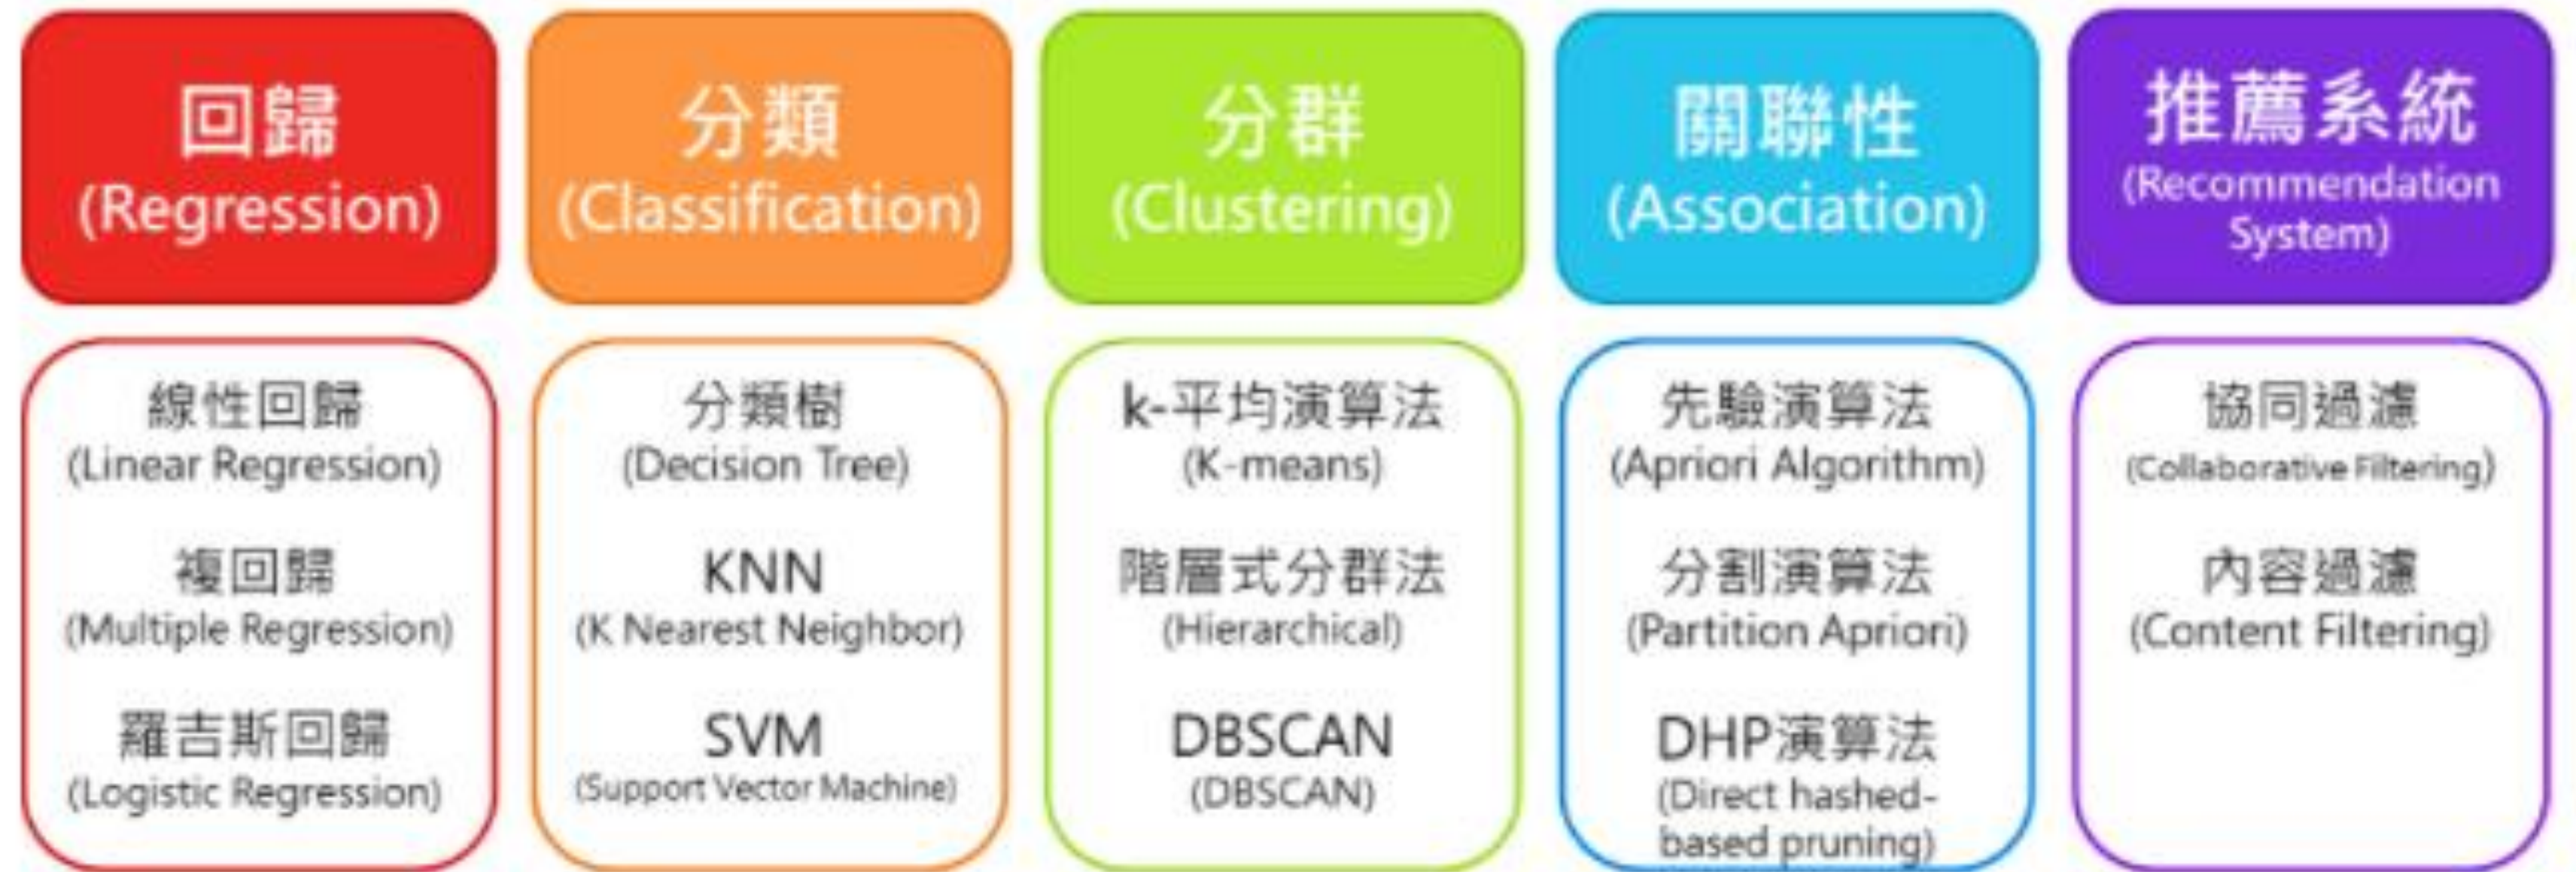 回歸
(Regression)
分類
(Classification)
分群
(Clustering)
關聯性
(Association)
推薦系統
(Recommendation
System)
線性回歸
(Linear Regression)
複回歸
(Multiple Regression)
羅吉斯回歸
(Logistic Regression)
分類樹
(Decision Tree)
KNN
(K Nearest Neighbor)
SVM
(Support Vector Machine)
k-平均演算法
(K-means)
階層式分群法
(Hierarchical)
DBSCAN
(DBSCAN)
先驗演算法
(Apriori Algorithm)
分割演算法
(Partition Apriori)
DHP演算法
(Direct hashed-
based pruning)
協同過濾
(Collaborative Filtering)
內容過濾
(Content Filtering)